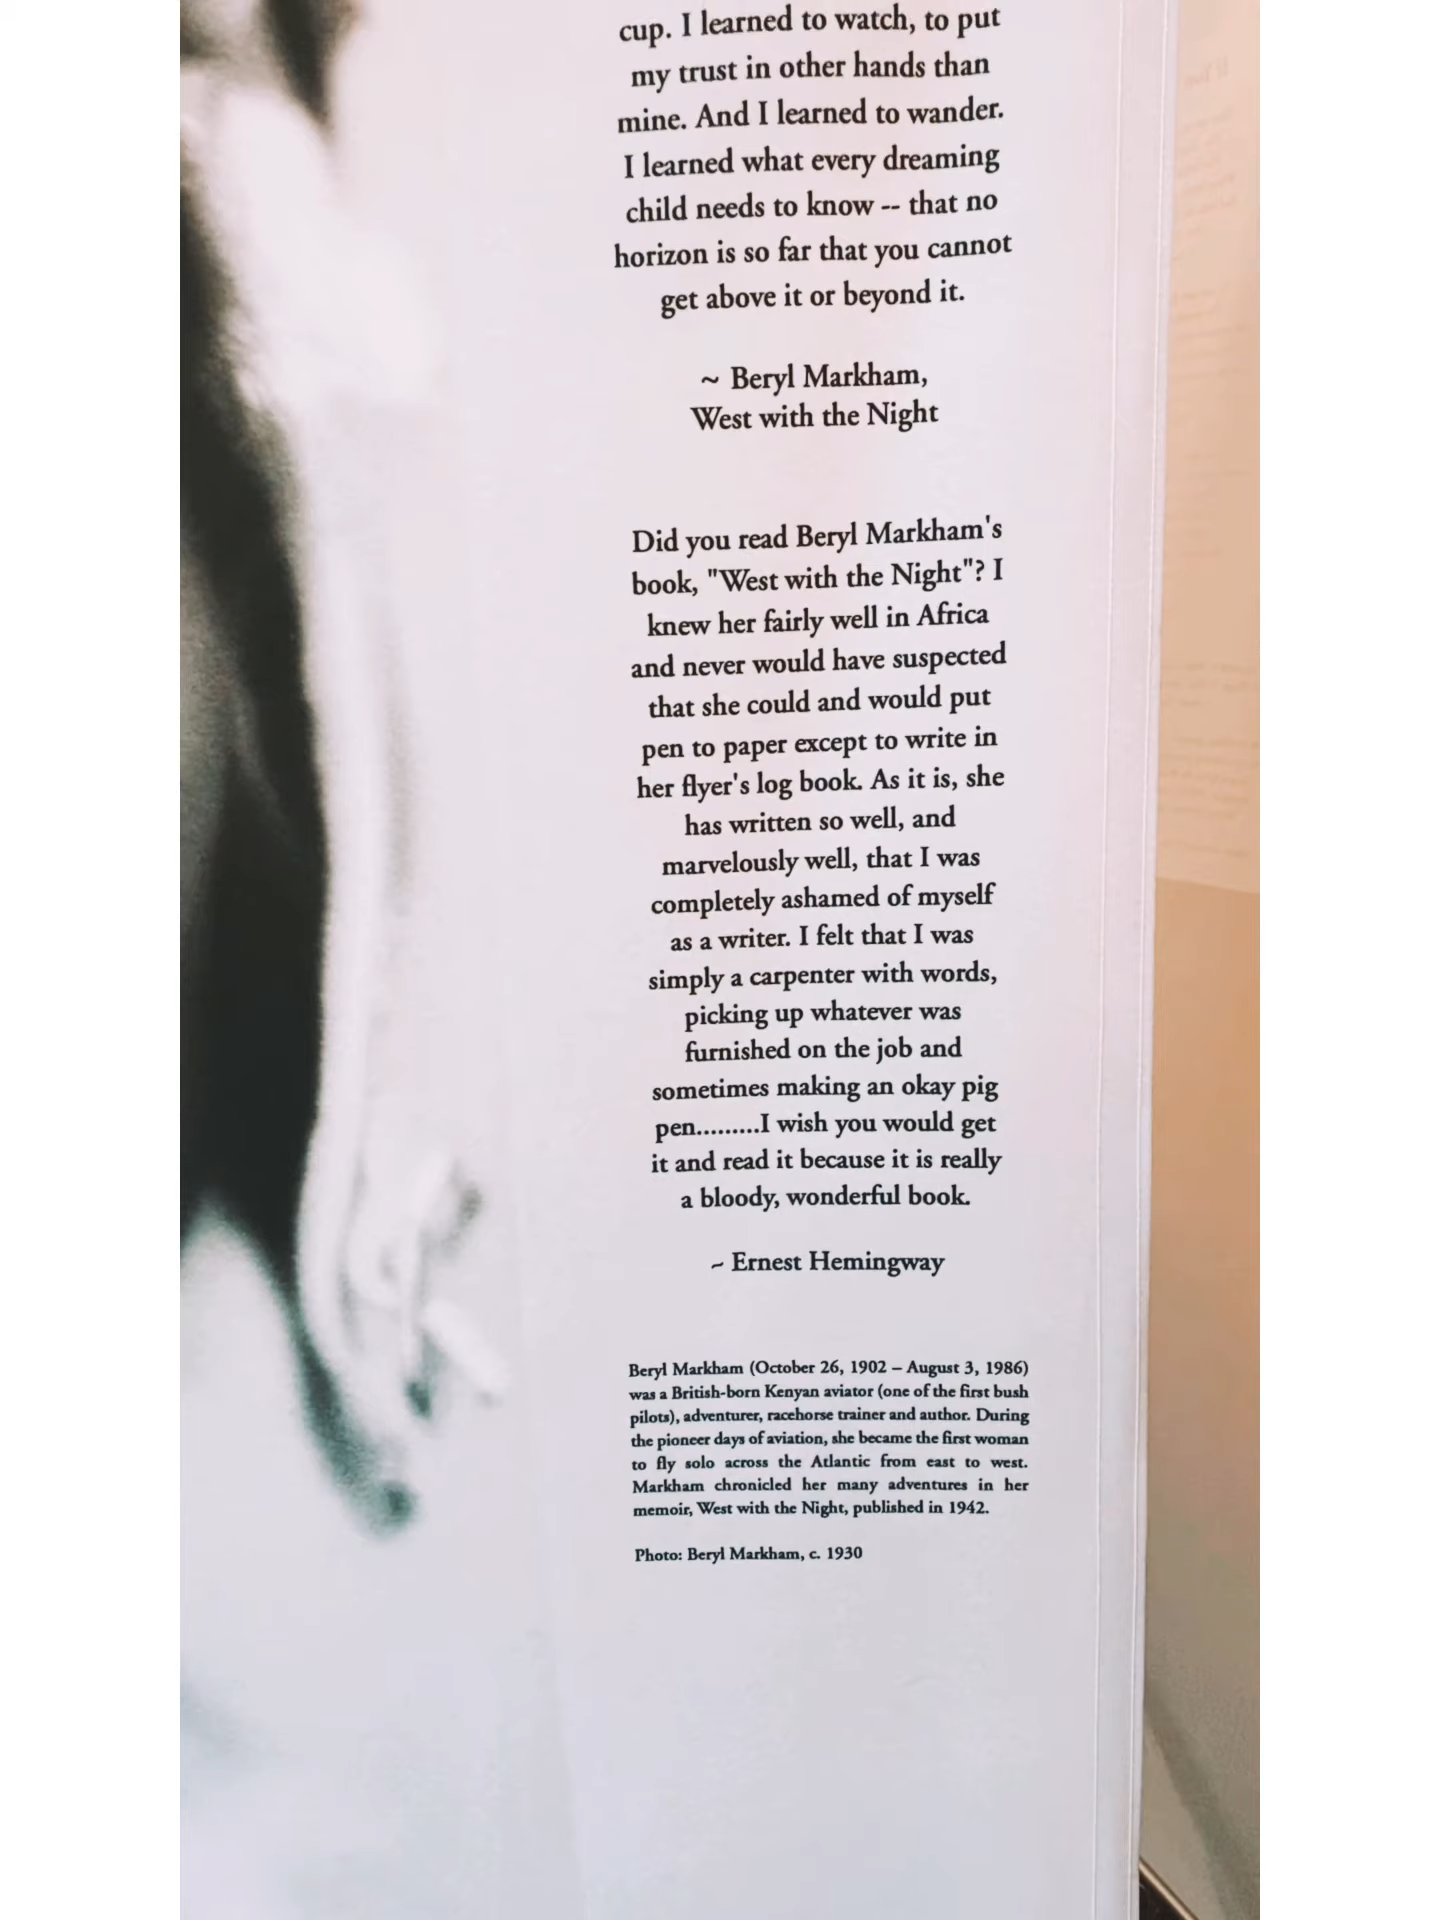 cup. I learned to watch, to put
my trust in other hands than
mine. And I learned to wander.
I learned what every dreaming
child needs to know -- that no
horizon is so far that you cannot
get above it or beyond it.
~ Beryl Markham,
West with the Night
Did you read Beryl Markham's
book, "West with the Night"? I
knew her fairly well in Africa
and never would have suspected
that she could and would put
pen to paper except to write in
her flyer's log book. As it is, she
has written so well, and
marvelously well, that I was
completely ashamed of myself
as a writer. I felt that I was
simply a carpenter with words,
picking up whatever was
furnished on the job and
sometimes making an okay pig
pen.........I wish you would get
it and read it because it is really
a bloody, wonderful book.
~ Ernest Hemingway
Beryl Markham (October 26, 1902 – August 3, 1986)
was a British-born Kenyan aviator (one of the first bush
pilots), adventurer, racehorse trainer and author. During
the pioneer days of aviation, she became the first woman
to fly solo across the Atlantic from east to west.
Markham chronicled her many adventures in her
memoir, West with the Night, published in 1942.
Photo: Beryl Markham, c. 1930